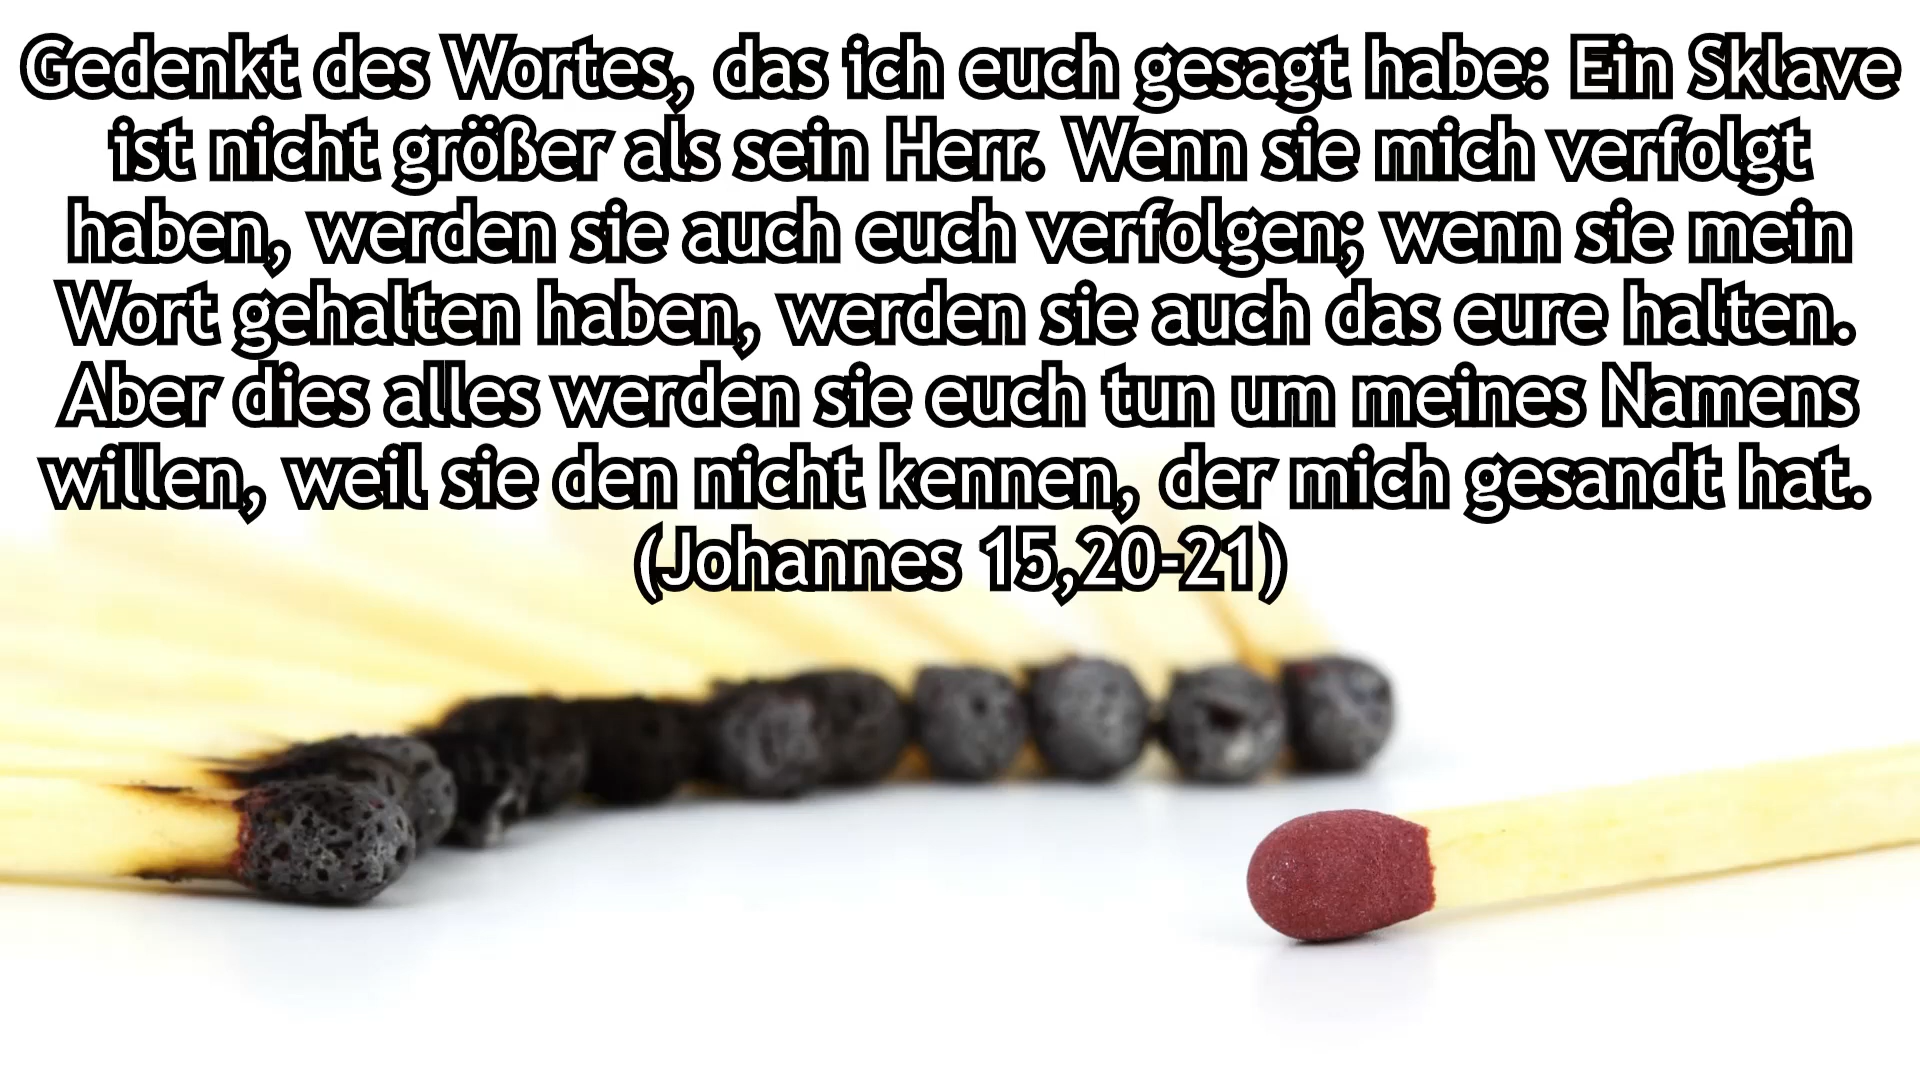 Gedenkt des Wortes, das ich euch gesagt habe: Ein Sklave
ist nicht größer als sein Herr. Wenn sie mich verfolgt
haben, werden sie auch euch verfolgen; wenn sie mein
Wort gehalten haben, werden sie auch das eure halten.
Aber dies alles werden sie euch tun um meines Namens
willen, weil sie den nicht kennen, der mich gesandt hat.
(Johannes 15,20-21)